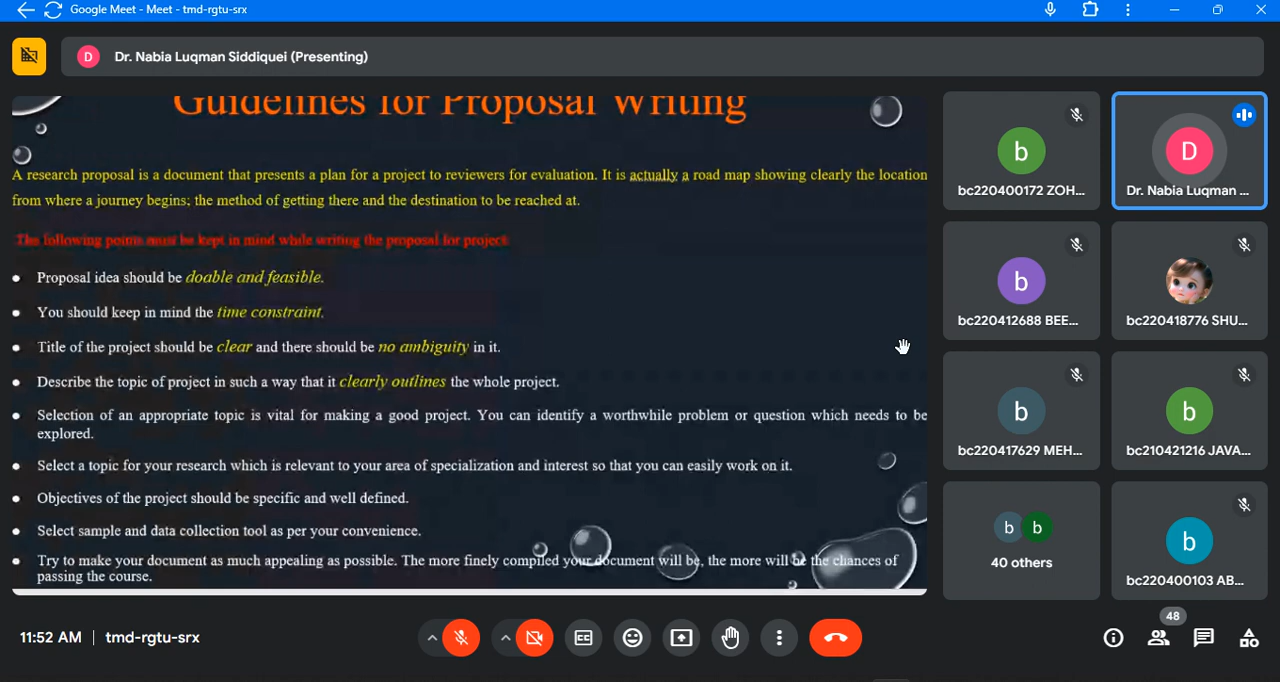 Google Meet - Meet - tmd-rgtu-srx
D
Dr. Nabia Luqman Siddiquei (Presenting)
Guidelines for Proposal Writing
A research proposal is a document that presents a plan for a project to reviewers for evaluation. It is actually a road map showing clearly the location
from where a journey begins; the method of getting there and the destination to be reached at.
The following points must be kept in mind while writing the proposal for project:
• Proposal idea should be doable and feasible.
• You should keep in mind the time constraint.
• Title of the project should be clear and there should be no ambiguity in it.
• Describe the topic of project in such a way that it clearly outlines the whole project.
• Selection of an appropriate topic is vital for making a good project. You can identify a worthwhile problem or question which needs to be
explored.
• Select a topic for your research which is relevant to your area of specialization and interest so that you can easily work on it.
• Objectives of the project should be specific and well defined.
• Select sample and data collection tool as per your convenience.
• Try to make your document as much appealing as possible. The more finely compiled your document will be, the more will be the chances of
passing the course.
b
bc220400172 ZOH...
D
Dr. Nabia Luqman ...
b
bc220412688 BEE...
bc220418776 SHU...
b
bc220417629 MEH...
b
bc210421216 JAVA...
b b
40 others
b
bc220400103 AB...
11:52 AM | tmd-rgtu-srx
48